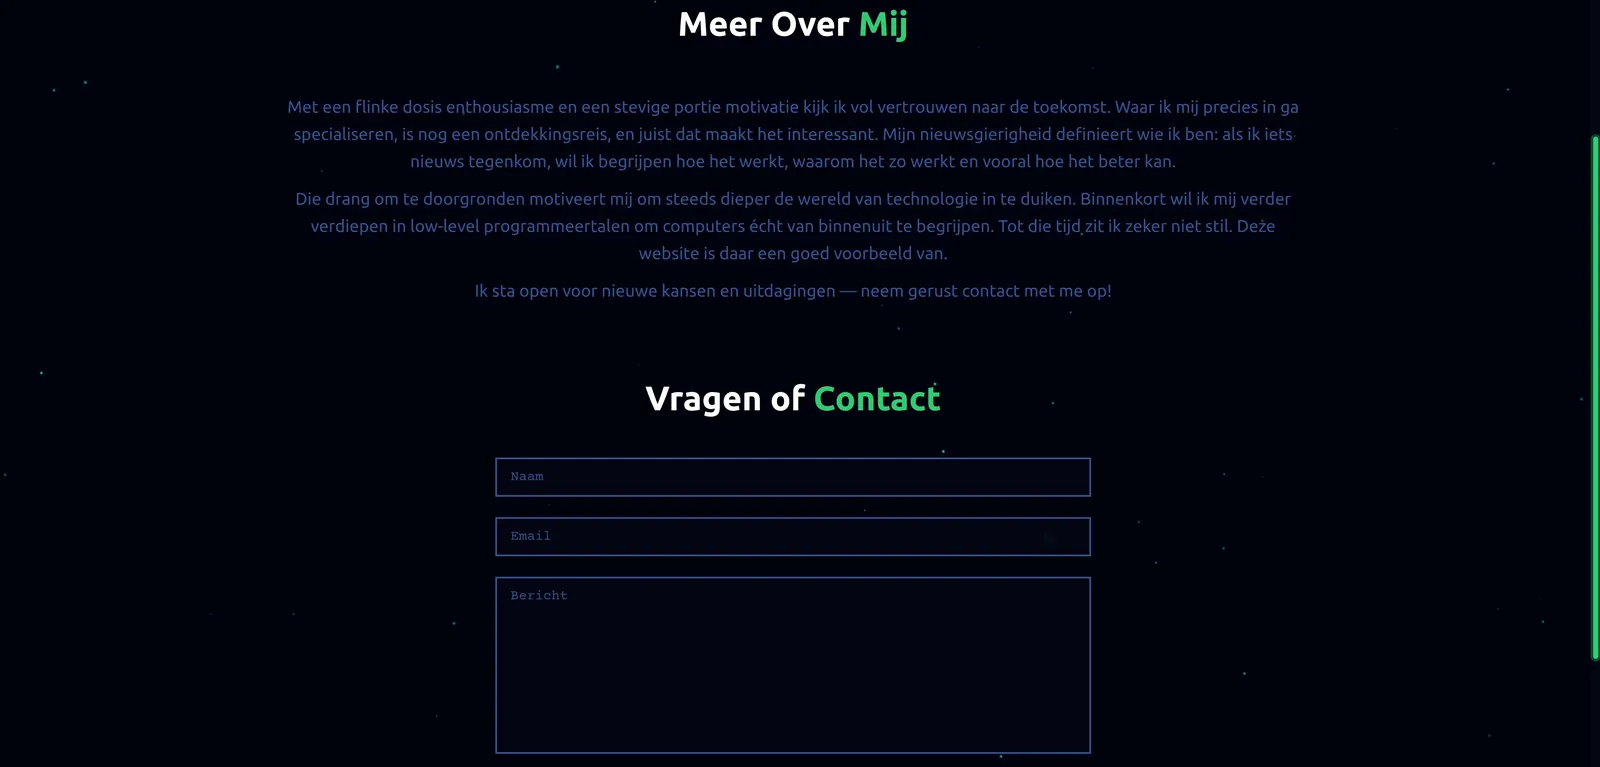 Meer Over Mij
Met een flinke dosis enthousiasme en een stevige portie motivatie kijk ik vol vertrouwen naar de toekomst. Waar ik mij precies in ga
specialiseren, is nog een ontdekkingsreis, en juist dat maakt het interessant. Mijn nieuwsgierigheid definieert wie ik ben: als ik iets
nieuws tegenkom, wil ik begrijpen hoe het werkt, waarom het zo werkt en vooral hoe het beter kan.
Die drang om te doorgronden motiveert mij om steeds dieper de wereld van technologie in te duiken. Binnenkort wil ik mij verder
verdiepen in low-level programmeertalen om computers écht van binnenuit te begrijpen. Tot die tijd zit ik zeker niet stil. Deze
website is daar een goed voorbeeld van.
Ik sta open voor nieuwe kansen en uitdagingen — neem gerust contact met me op!
Vragen of Contact
Naam
Email
Bericht